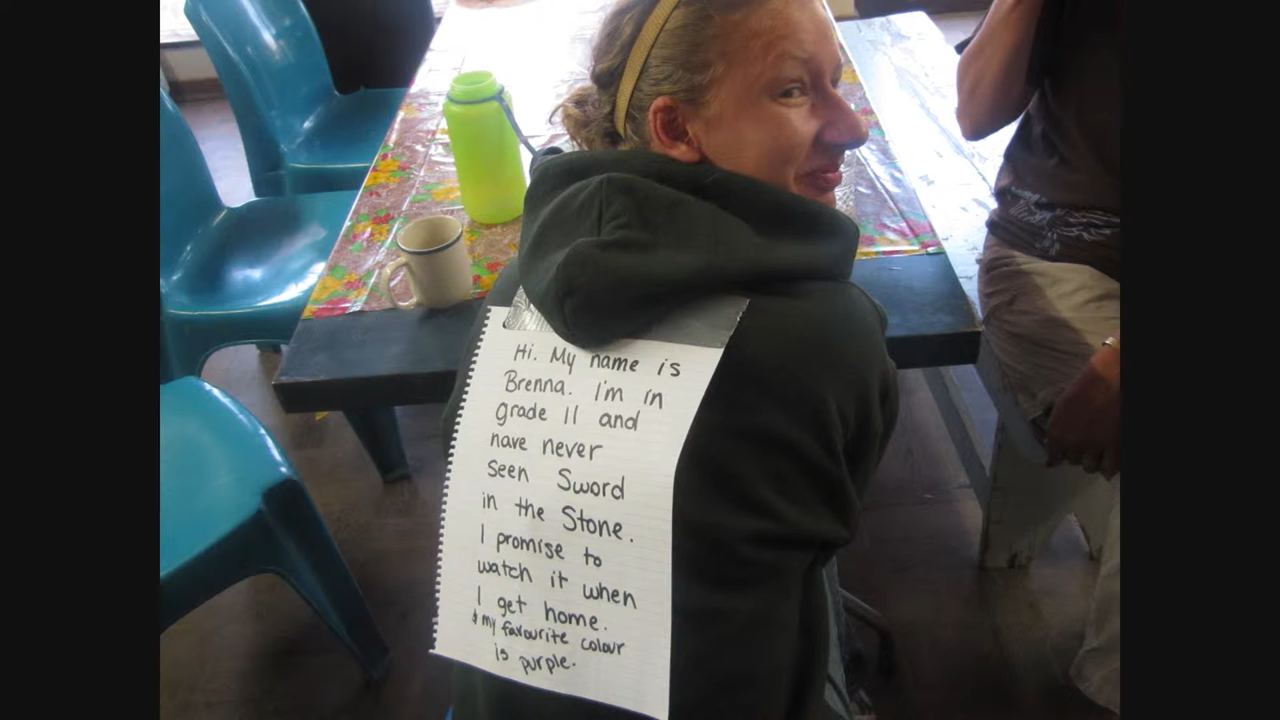 Hi. My name is
Brenna. I'm in
grade 11 and
have never
seen Sword
in the Stone.
I promise to
watch it when
I get home.
& my favourite colour
is purple.